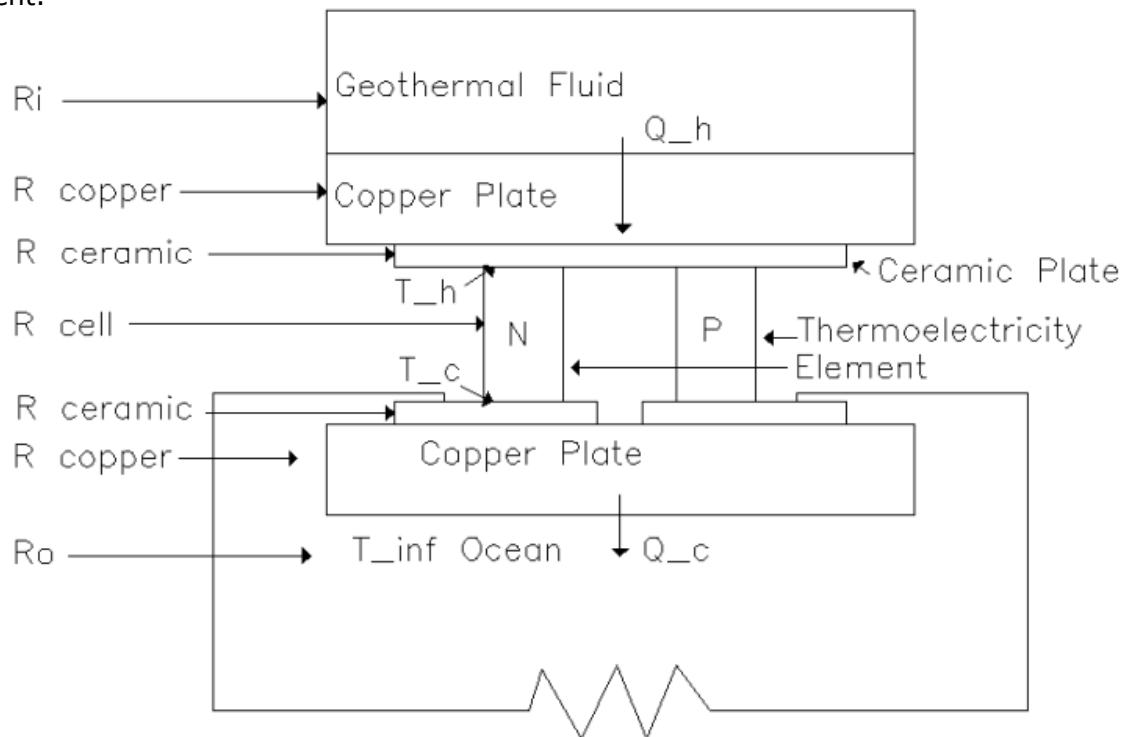 ent.
Geothermal Fluid
Ri
Q_h
R copper
Copper Plate
R ceramic
Ceramic Plate
T_h
R cell
N
P
Thermoelectricity
Element
T_c
R ceramic
R copper
Copper Plate
Ro
T_inf Ocean
Q_c